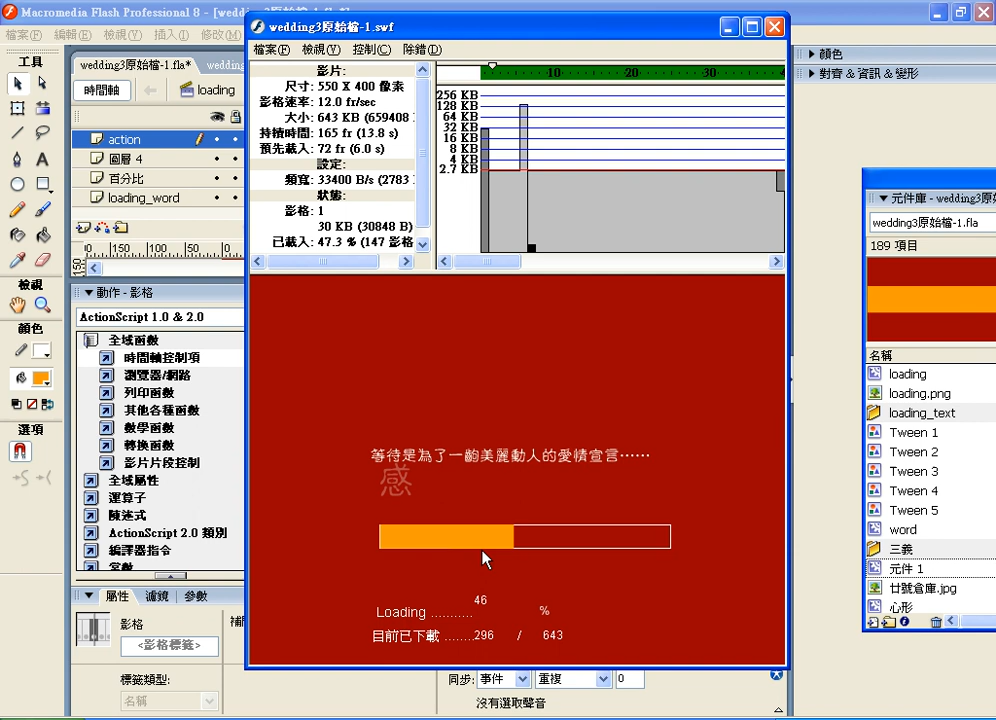 Macromedia Flash Professional 8 - [wedd
檔案(F) 編輯(E) 檢視(V) 插入(I) 修改(M)
工具
檢視
顏色
選項
wedding3原始檔-1.fla* wedding
時間軸 loading
action
圖層 4
百分比
loading_word
150 100 50 0
150
動作 - 影格
ActionScript 1.0 & 2.0
全域函數
時間軸控制項
瀏覽器/網路
列印函數
其他各種函數
數學函數
轉換函數
影片片段控制
全域屬性
運算子
陳述式
ActionScript 2.0 類別
編譯器指令
常數
屬性 濾鏡 參數
影格
<影格標籤>
標籤類型:
名稱
補
同步: 事件 重複 0
沒有選取聲音
wedding3原始檔-1.swf
檔案(F) 檢視(V) 控制(C) 除錯(D)
影片:
尺寸: 550 X 400 像素
影格速率: 12.0 fr/sec
大小: 643 KB (659408
持續時間: 165 fr (13.8 s)
預先載入: 72 fr (6.0 s)
設定:
頻寬: 33400 B/s (2783
狀態:
影格: 1
30 KB (30848 B)
已載入: 47.3 % (147 影格
10 20 30
256 KB
128 KB
64 KB
32 KB
16 KB
8 KB
4 KB
2.7 KB
等待是為了一齣美麗動人的愛情宣言……
感
46
Loading ........... %
目前已下載 .......296 / 643
顏色
對齊 & 資訊 & 變形
元件庫 - wedding3原
wedding3原始檔-1.fla
189 項目
名稱
loading
loading.png
loading_text
Tween 1
Tween 2
Tween 3
Tween 4
Tween 5
word
三義
元件 1
廿號倉庫.jpg
心形